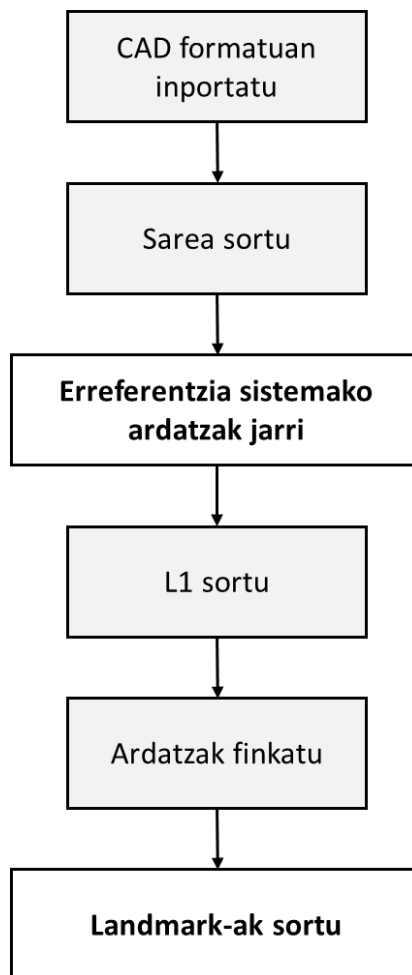 CAD formatuan
inportatu
Sarea sortu
Erreferentzia sistemako
ardatzak jarri
L1 sortu
Ardatzak finkatu
Landmark-ak sortu